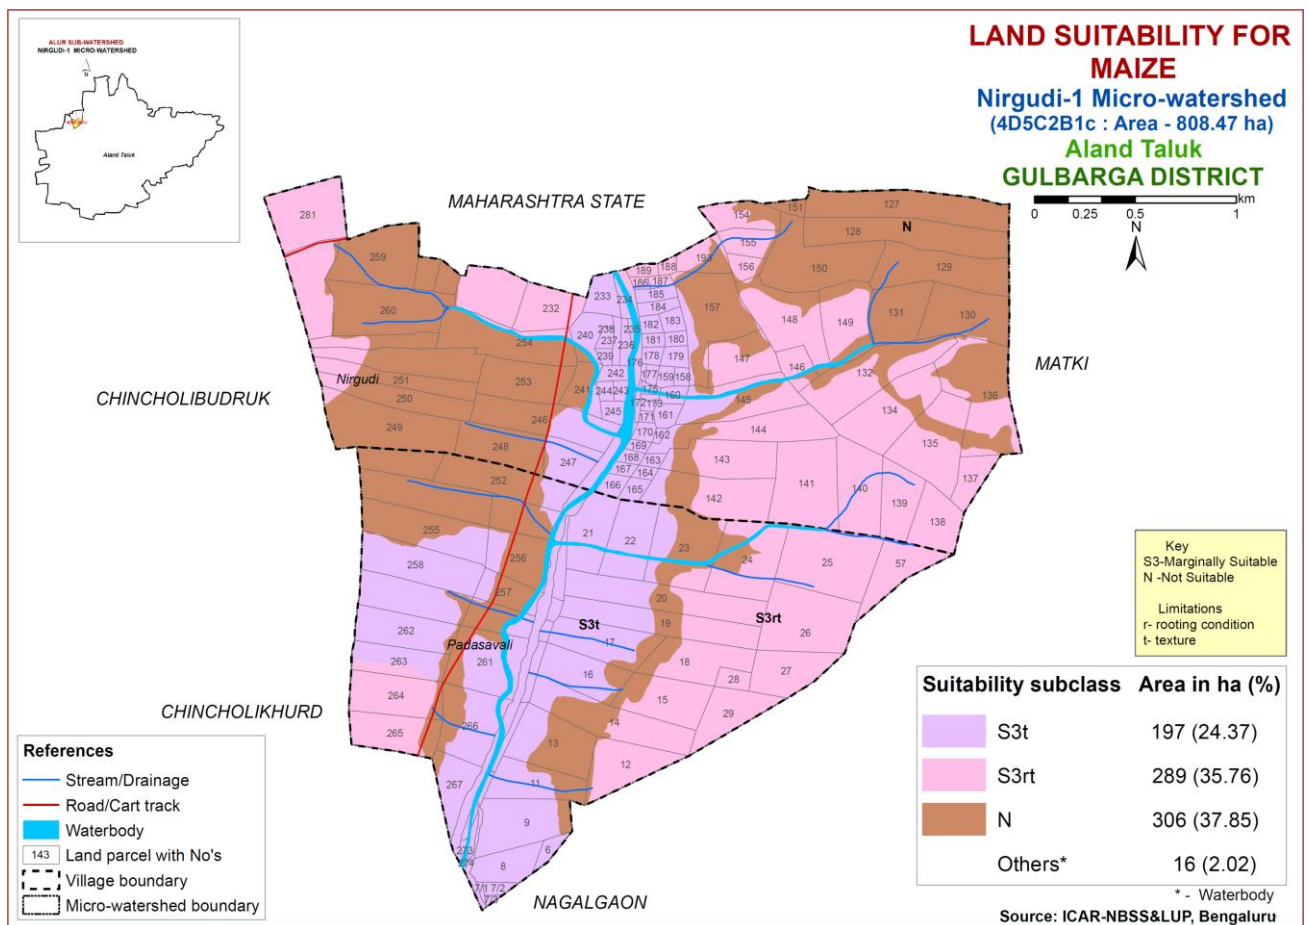 ALUR SUB-WATERSHED
NIRGUDI-1 MICRO-WATERSHED
N
Aland Taluk
LAND SUITABILITY FOR
MAIZE
Nirgudi-1 Micro-watershed
(4D5C2B1c : Area - 808.47 ha)
Aland Taluk
GULBARGA DISTRICT
km
0 0.25 0.5 1
N
MAHARASHTRA STATE
281
259
260
232
254
233
234
240
238
235
237
236
239
242
241
244 243
245
251
Nirgudi
250
253
249
246
248
247
252
255
256
257
258
262
263
264
265
261
266
267
Padasavali
189 188
186 187
193
185
184
182 183
181 180
178 179
176
177 159 158
175
160
172 173
171 161
170 162
169
168 163
167 164
166 165
154
151
155
156
157
127
N
128
150
129
148
149
131
130
147
146
132
145
136
134
135
144
143
142
141
140
139
138
137
21
22
23
24
25
57
20
19
S3t
17
16
S3rt
26
27
18
28
15
29
14
13
12
11
9
8
6
273
274
7/1 7/2
7/3
CHINCHOLIBUDRUK
MATKI
CHINCHOLIKHURD
NAGALGAON
Key
S3-Marginally Suitable
N -Not Suitable
Limitations
r- rooting condition
t- texture
Suitability subclass Area in ha (%)
S3t 197 (24.37)
S3rt 289 (35.76)
N 306 (37.85)
Others* 16 (2.02)
* - Waterbody
Source: ICAR-NBSS&LUP, Bengaluru
References
Stream/Drainage
Road/Cart track
Waterbody
143 Land parcel with No's
Village boundary
Micro-watershed boundary